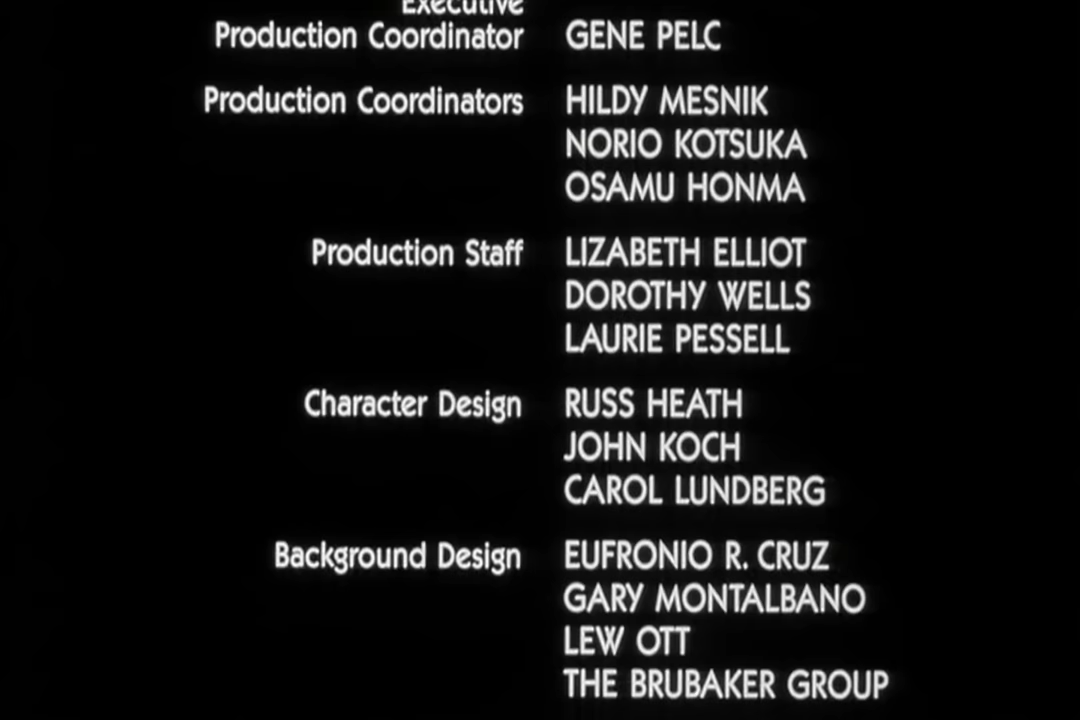 Executive
Production Coordinator GENE PELC
Production Coordinators HILDY MESNIK
NORIO KOTSUKA
OSAMU HONMA
Production Staff LIZABETH ELLIOT
DOROTHY WELLS
LAURIE PESSELL
Character Design RUSS HEATH
JOHN KOCH
CAROL LUNDBERG
Background Design EUFRONIO R. CRUZ
GARY MONTALBANO
LEW OTT
THE BRUBAKER GROUP